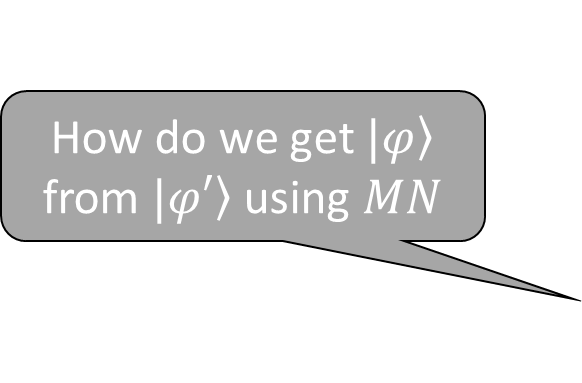 How do we get |𝜑⟩
from |𝜑′⟩ using 𝑀𝑁